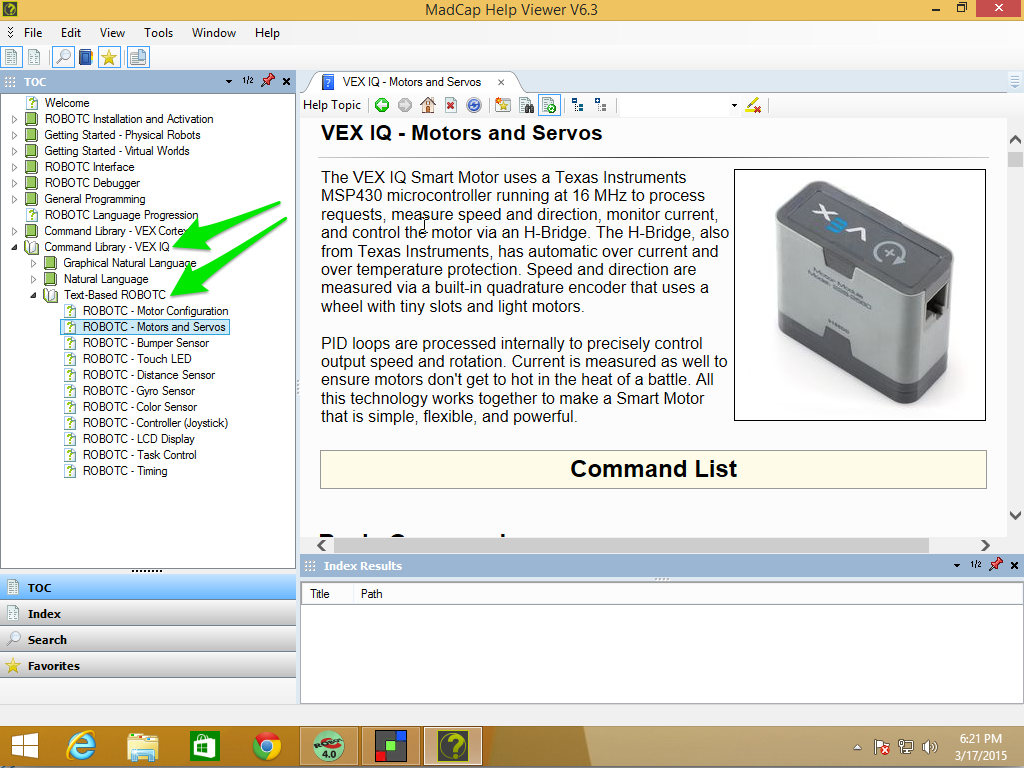 MadCap Help Viewer V6.3
File Edit View Tools Window Help
TOC
1/2
Welcome
ROBOTC Installation and Activation
Getting Started - Physical Robots
Getting Started - Virtual Worlds
ROBOTC Interface
ROBOTC Debugger
General Programming
ROBOTC Language Progression
Command Library - VEX Cortex
Command Library - VEX IQ
Graphical Natural Language
Natural Language
Text-Based ROBOTC
ROBOTC - Motor Configuration
ROBOTC - Motors and Servos
ROBOTC - Bumper Sensor
ROBOTC - Touch LED
ROBOTC - Distance Sensor
ROBOTC - Gyro Sensor
ROBOTC - Color Sensor
ROBOTC - Controller (Joystick)
ROBOTC - LCD Display
ROBOTC - Task Control
ROBOTC - Timing
TOC
Index
Search
Favorites
VEX IQ - Motors and Servos
Help Topic
VEX IQ - Motors and Servos
The VEX IQ Smart Motor uses a Texas Instruments
MSP430 microcontroller running at 16 MHz to process
requests, measure speed and direction, monitor current,
and control the motor via an H-Bridge. The H-Bridge, also
from Texas Instruments, has automatic over current and
over temperature protection. Speed and direction are
measured via a built-in quadrature encoder that uses a
wheel with tiny slots and light motors.
PID loops are processed internally to precisely control
output speed and rotation. Current is measured as well to
ensure motors don't get to hot in the heat of a battle. All
this technology works together to make a Smart Motor
that is simple, flexible, and powerful.
VEX
Motor Module
Command List
Index Results
1/2
Title Path
4.0
6:21 PM
3/17/2015